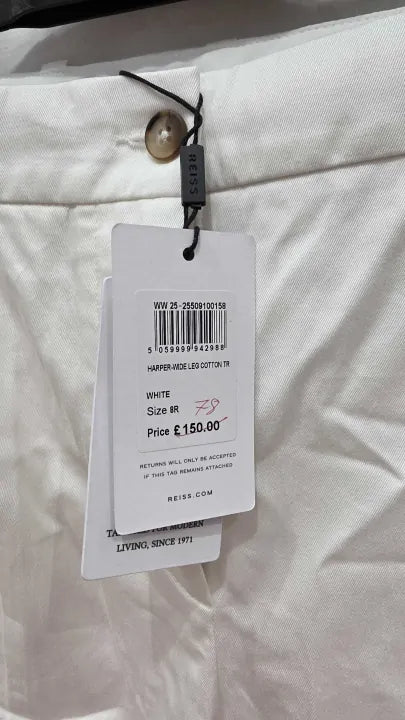 REISS
WW 25-25509100158
5 059999 942988
HARPER-WIDE LEG COTTON TR
WHITE
Size 8R 78
Price £150.00
RETURNS WILL ONLY BE ACCEPTED
IF THIS TAG REMAINS ATTACHED
REISS.COM
FOR MODERN
LIVING, SINCE 1971